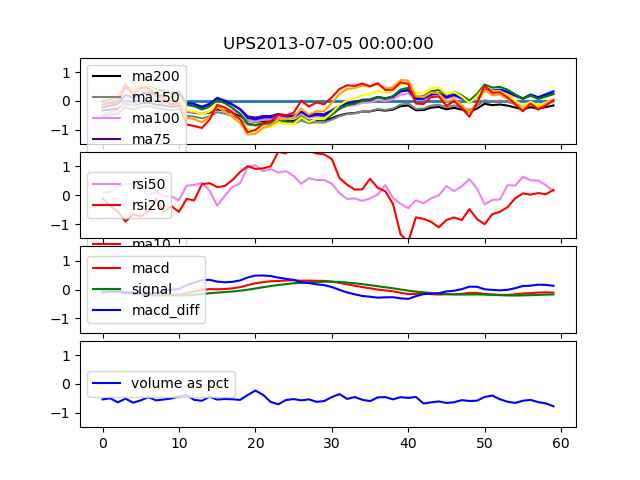 UPS2013-07-05 00:00:00
1
0
−1
ma200
ma150
ma100
ma75
1
0
−1
rsi50
rsi20
ma10
1
0
−1
macd
signal
macd_diff
1
0
−1
volume as pct
0 10 20 30 40 50 60